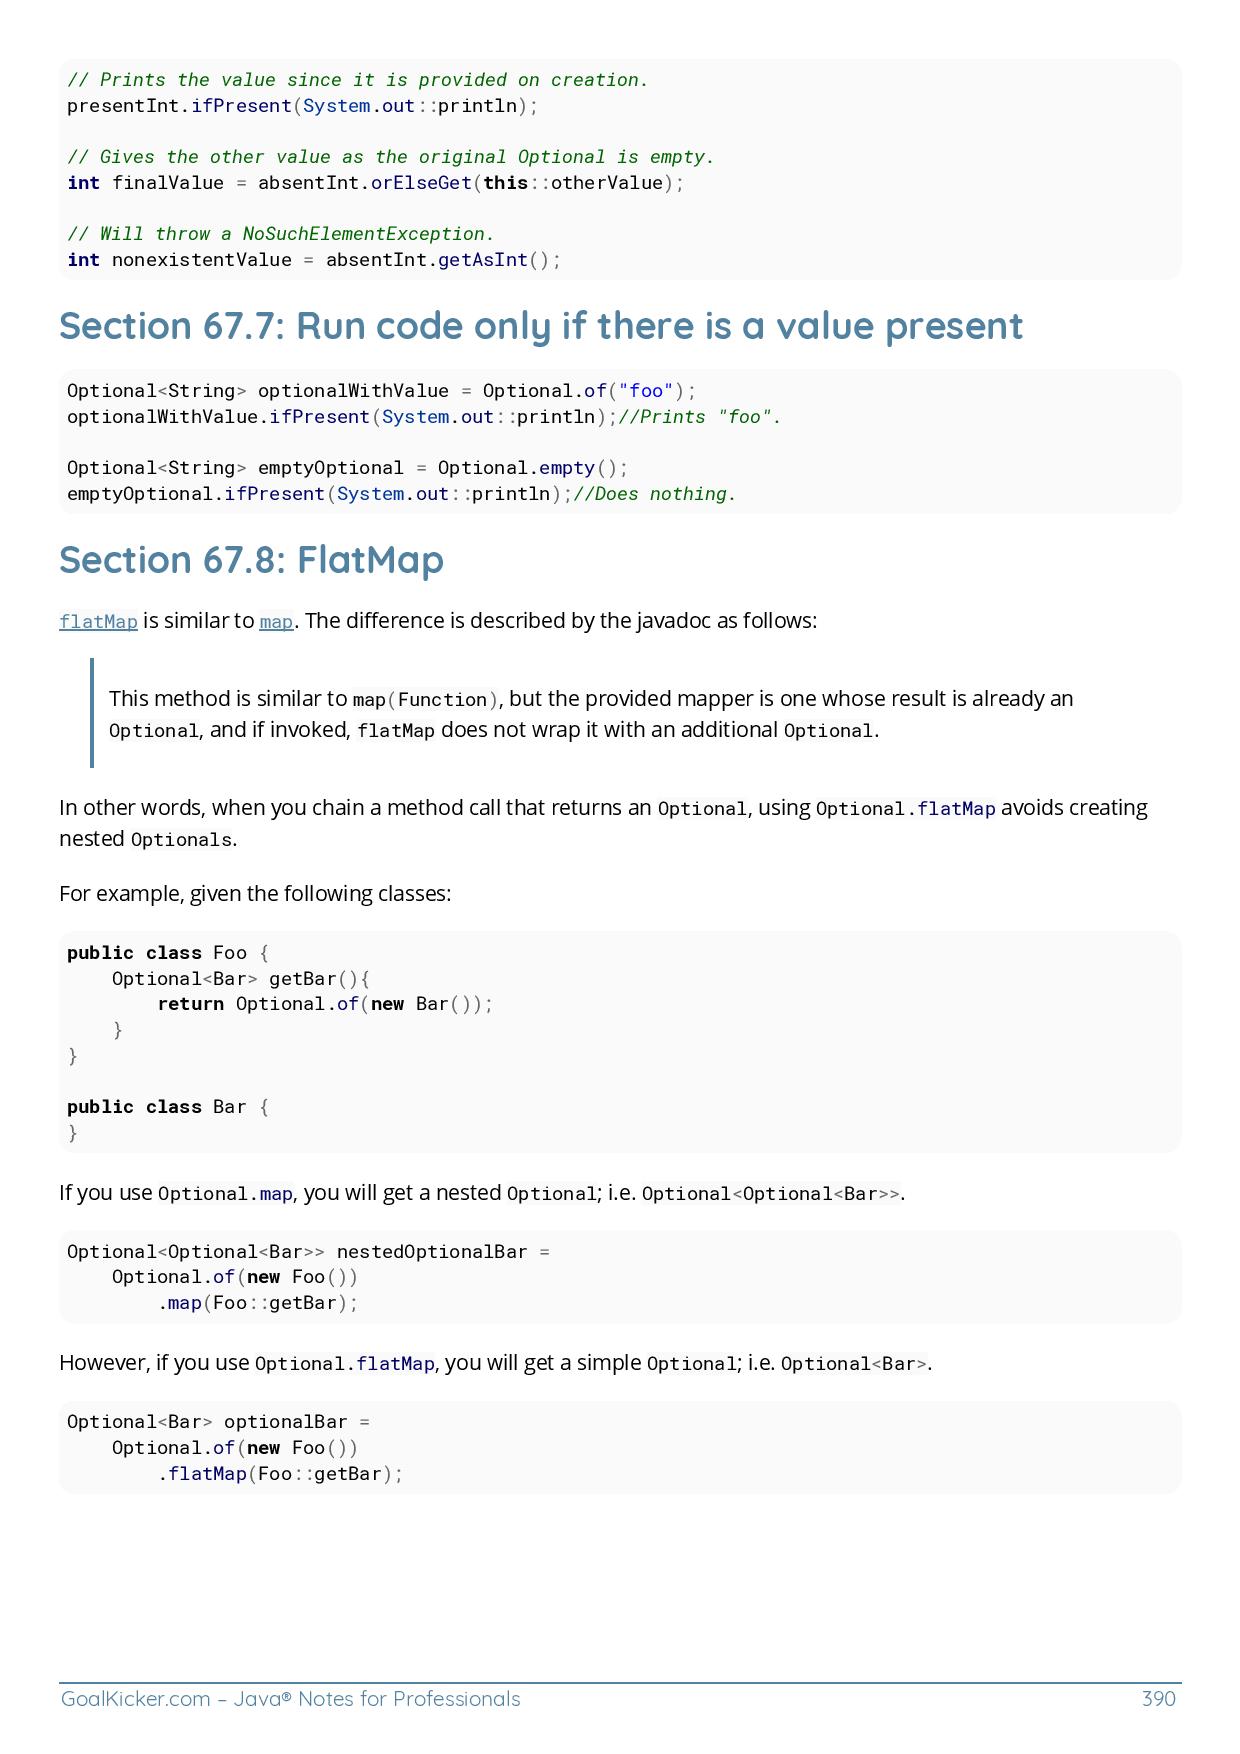 // Prints the value since it is provided on creation.
presentInt.ifPresent(System.out::println);

// Gives the other value as the original Optional is empty.
int finalValue = absentInt.orElseGet(this::otherValue);

// Will throw a NoSuchElementException.
int nonexistentValue = absentInt.getAsInt();
Section 67.7: Run code only if there is a value present
Optional<String> optionalWithValue = Optional.of("foo");
optionalWithValue.ifPresent(System.out::println);//Prints "foo".

Optional<String> emptyOptional = Optional.empty();
emptyOptional.ifPresent(System.out::println);//Does nothing.
Section 67.8: FlatMap
flatMap is similar to map. The difference is described by the javadoc as follows:
This method is similar to map(Function), but the provided mapper is one whose result is already an
Optional, and if invoked, flatMap does not wrap it with an additional Optional.
In other words, when you chain a method call that returns an Optional, using Optional.flatMap avoids creating
nested Optionals.
For example, given the following classes:
public class Foo {
    Optional<Bar> getBar(){
        return Optional.of(new Bar());
    }
}

public class Bar {
}
If you use Optional.map, you will get a nested Optional; i.e. Optional<Optional<Bar>>.
Optional<Optional<Bar>> nestedOptionalBar =
    Optional.of(new Foo())
        .map(Foo::getBar);
However, if you use Optional.flatMap, you will get a simple Optional; i.e. Optional<Bar>.
Optional<Bar> optionalBar =
    Optional.of(new Foo())
        .flatMap(Foo::getBar);
GoalKicker.com – Java® Notes for Professionals
390